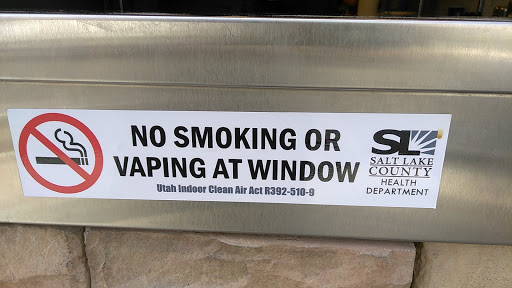 NO SMOKING OR
VAPING AT WINDOW
Utah Indoor Clean Air Act R392-510-9
SL
SALT LAKE
COUNTY
HEALTH
DEPARTMENT